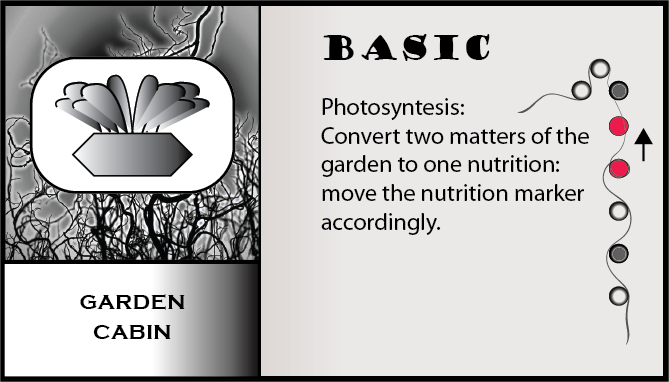 BASIC
Photosyntesis:
Convert two matters of the
garden to one nutrition:
move the nutrition marker
accordingly.
GARDEN
CABIN